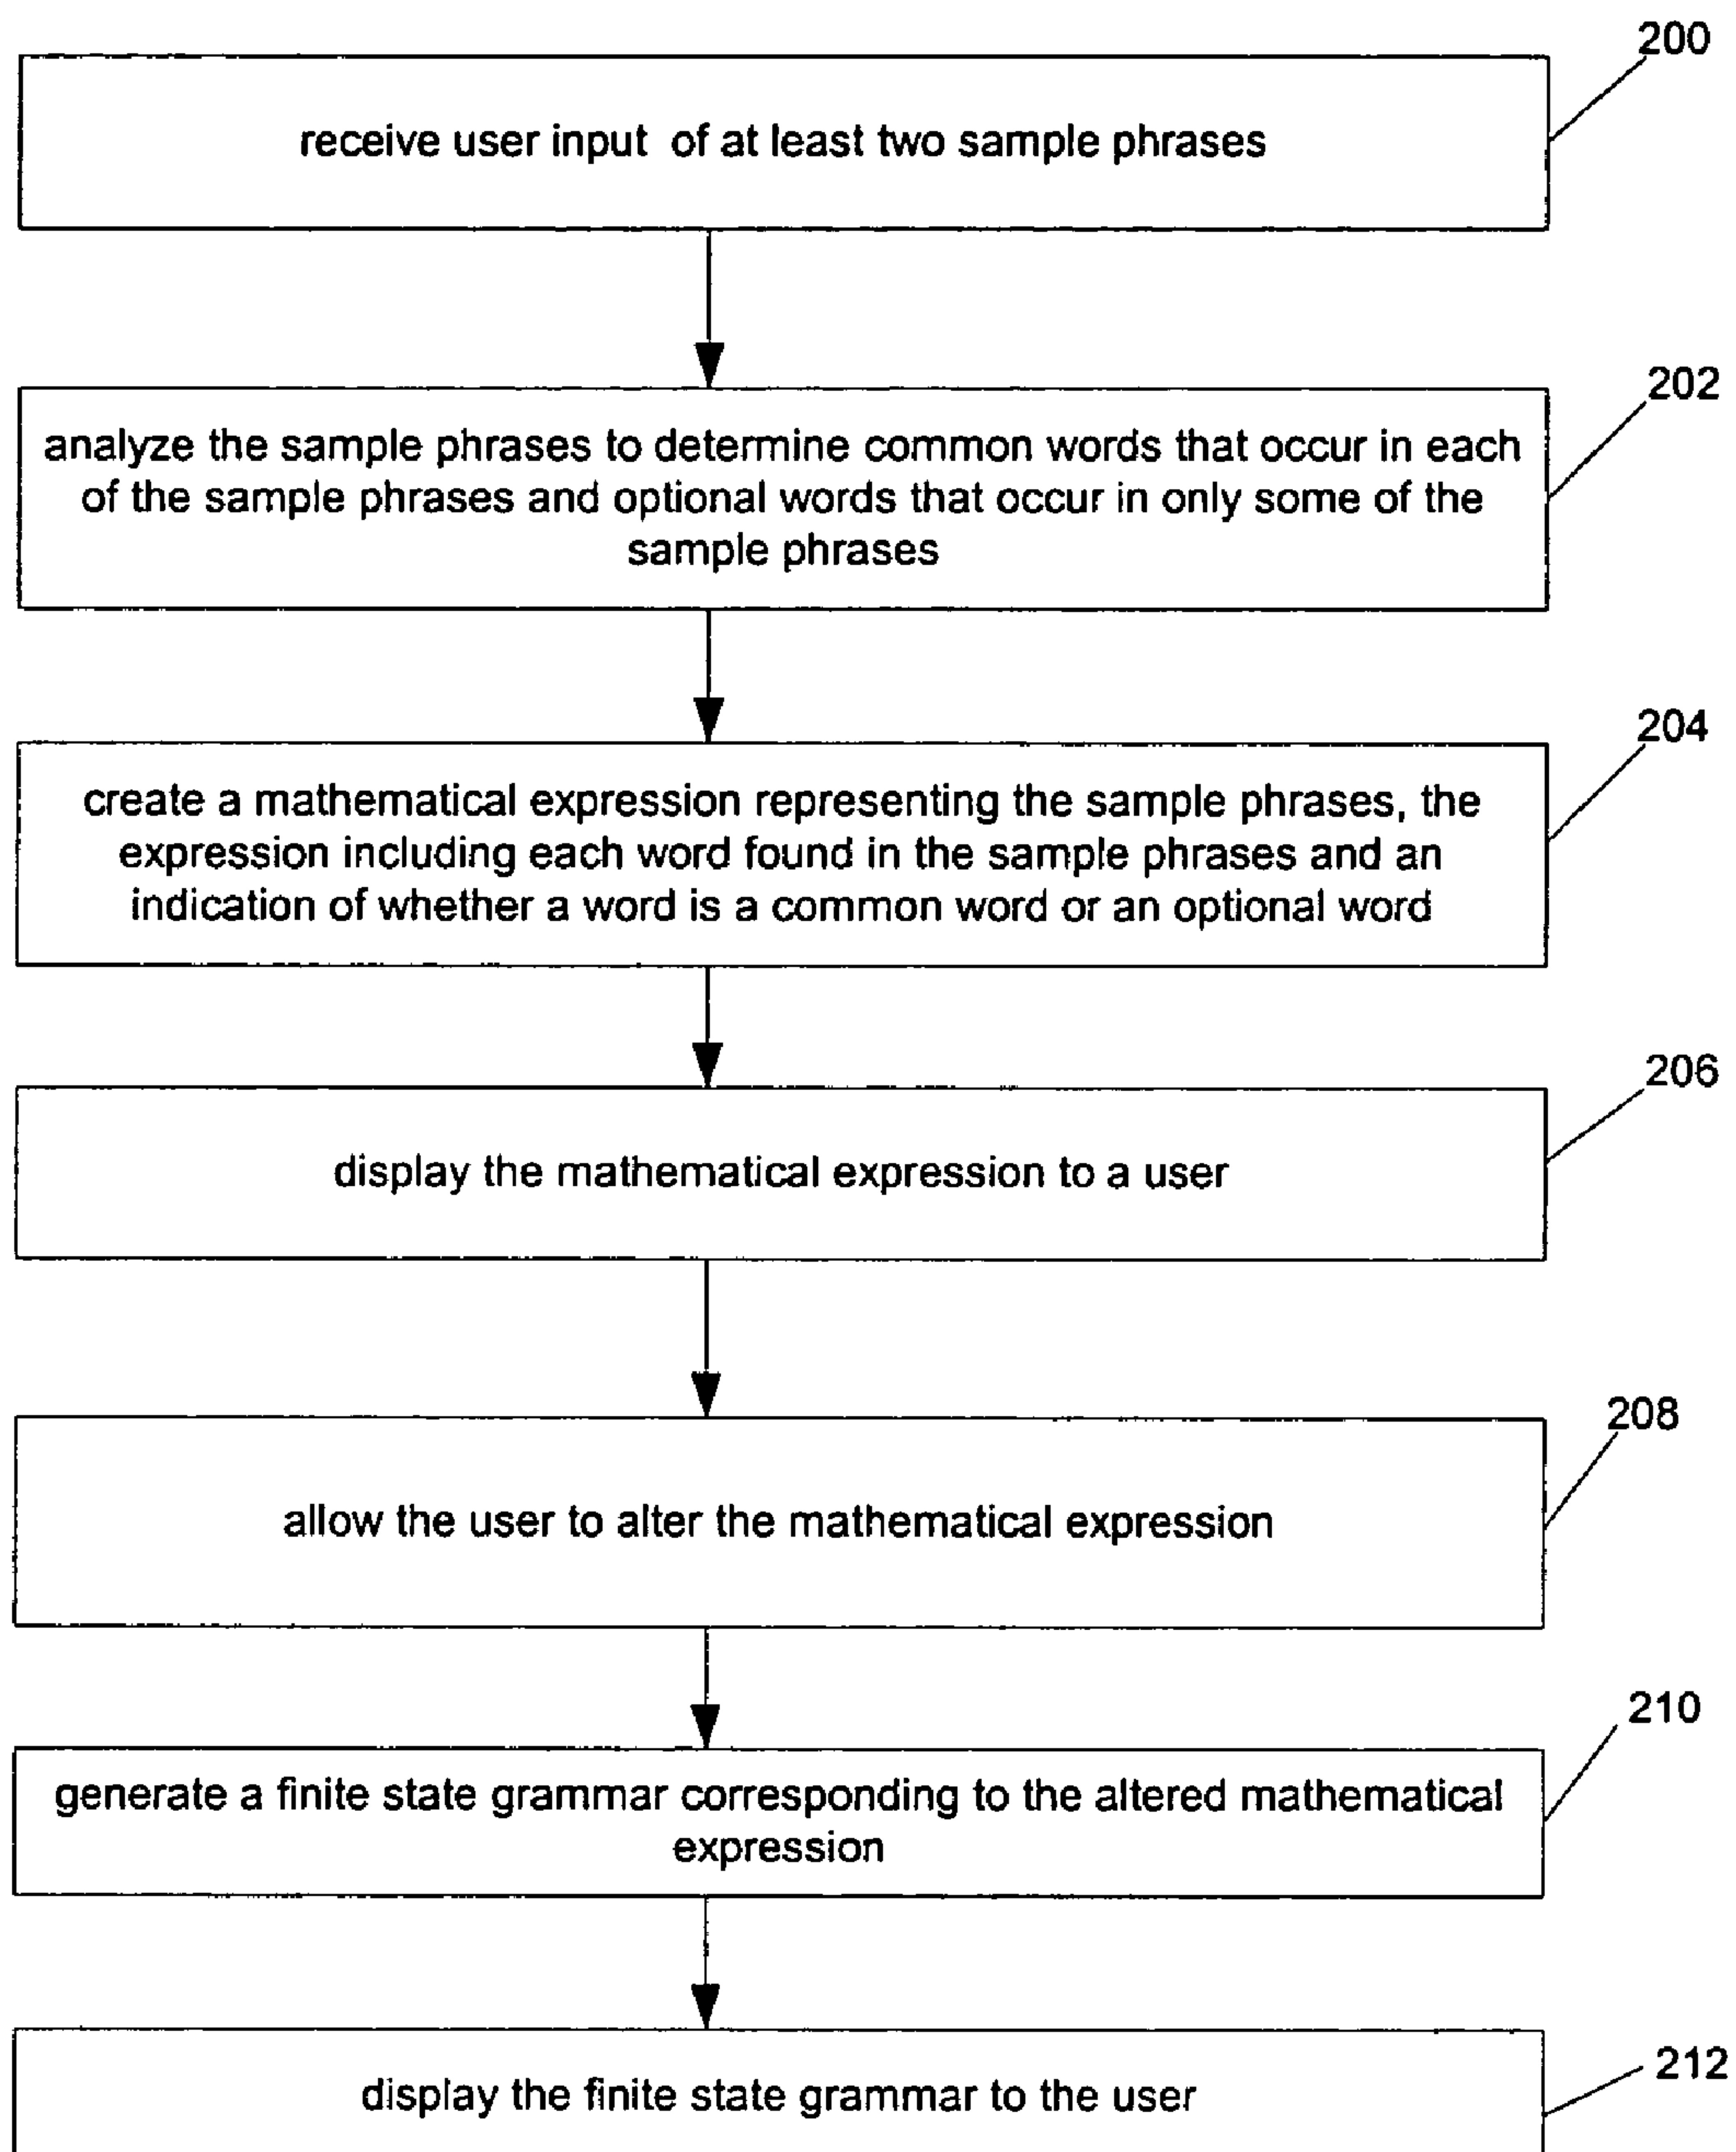 200
receive user input of at least two sample phrases
202
analyze the sample phrases to determine common words that occur in each
of the sample phrases and optional words that occur in only some of the
sample phrases
204
create a mathematical expression representing the sample phrases, the
expression including each word found in the sample phrases and an
indication of whether a word is a common word or an optional word
206
display the mathematical expression to a user
208
allow the user to alter the mathematical expression
210
generate a finite state grammar corresponding to the altered mathematical
expression
212
display the finite state grammar to the user